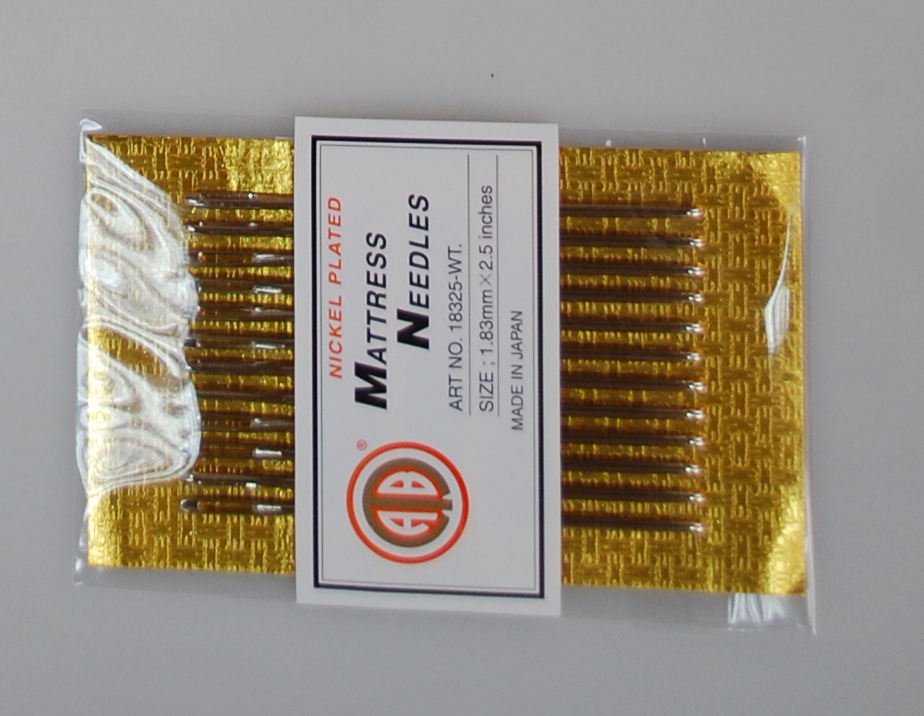 NICKEL PLATED
MATTRESS
NEEDLES
ART NO. 18325-WT.
SIZE ; 1.83mm×2.5 inches
MADE IN JAPAN
®